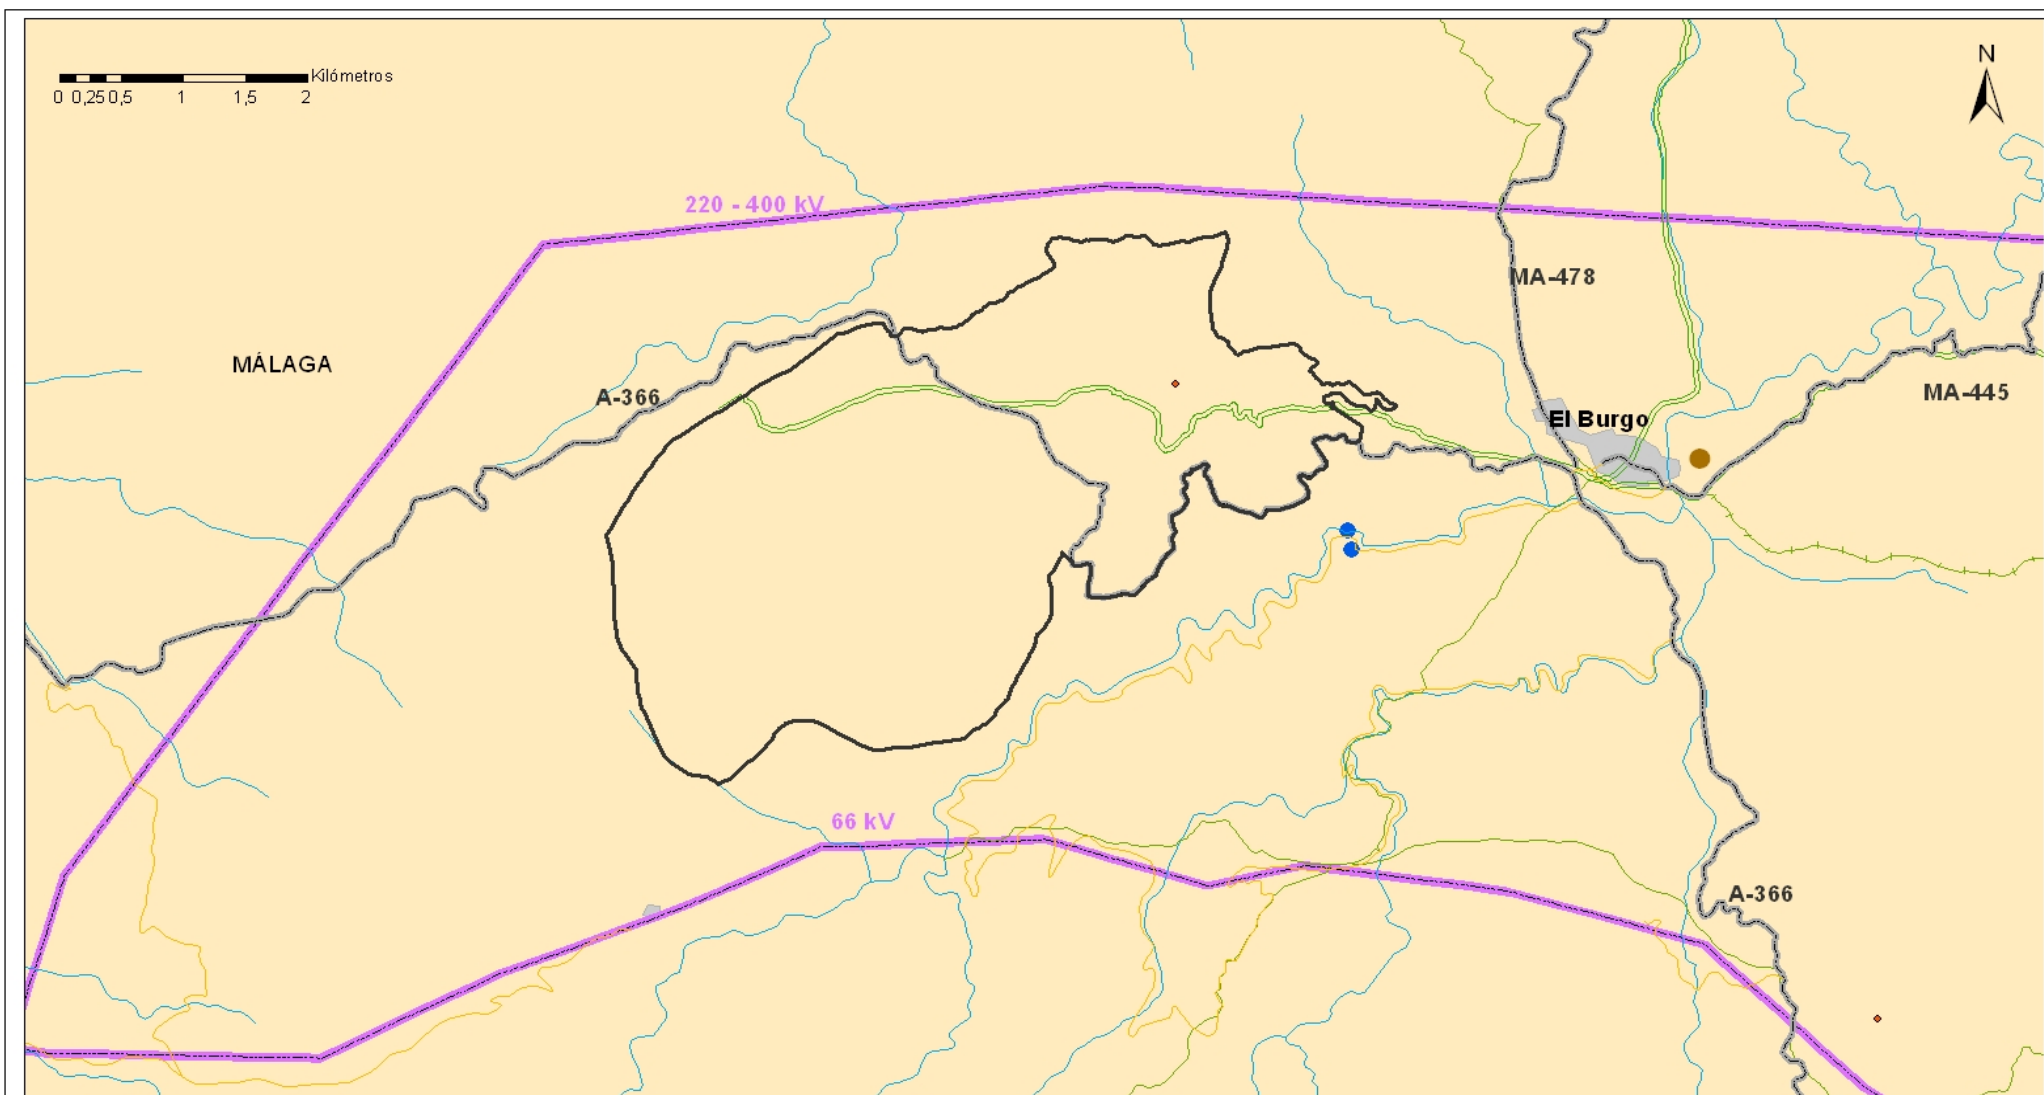 N
Kilómetros
0 0,25 0,5 1 1,5 2
220 - 400 kV
MA-478
MÁLAGA
A-366
MA-445
El Burgo
66 kV
A-366